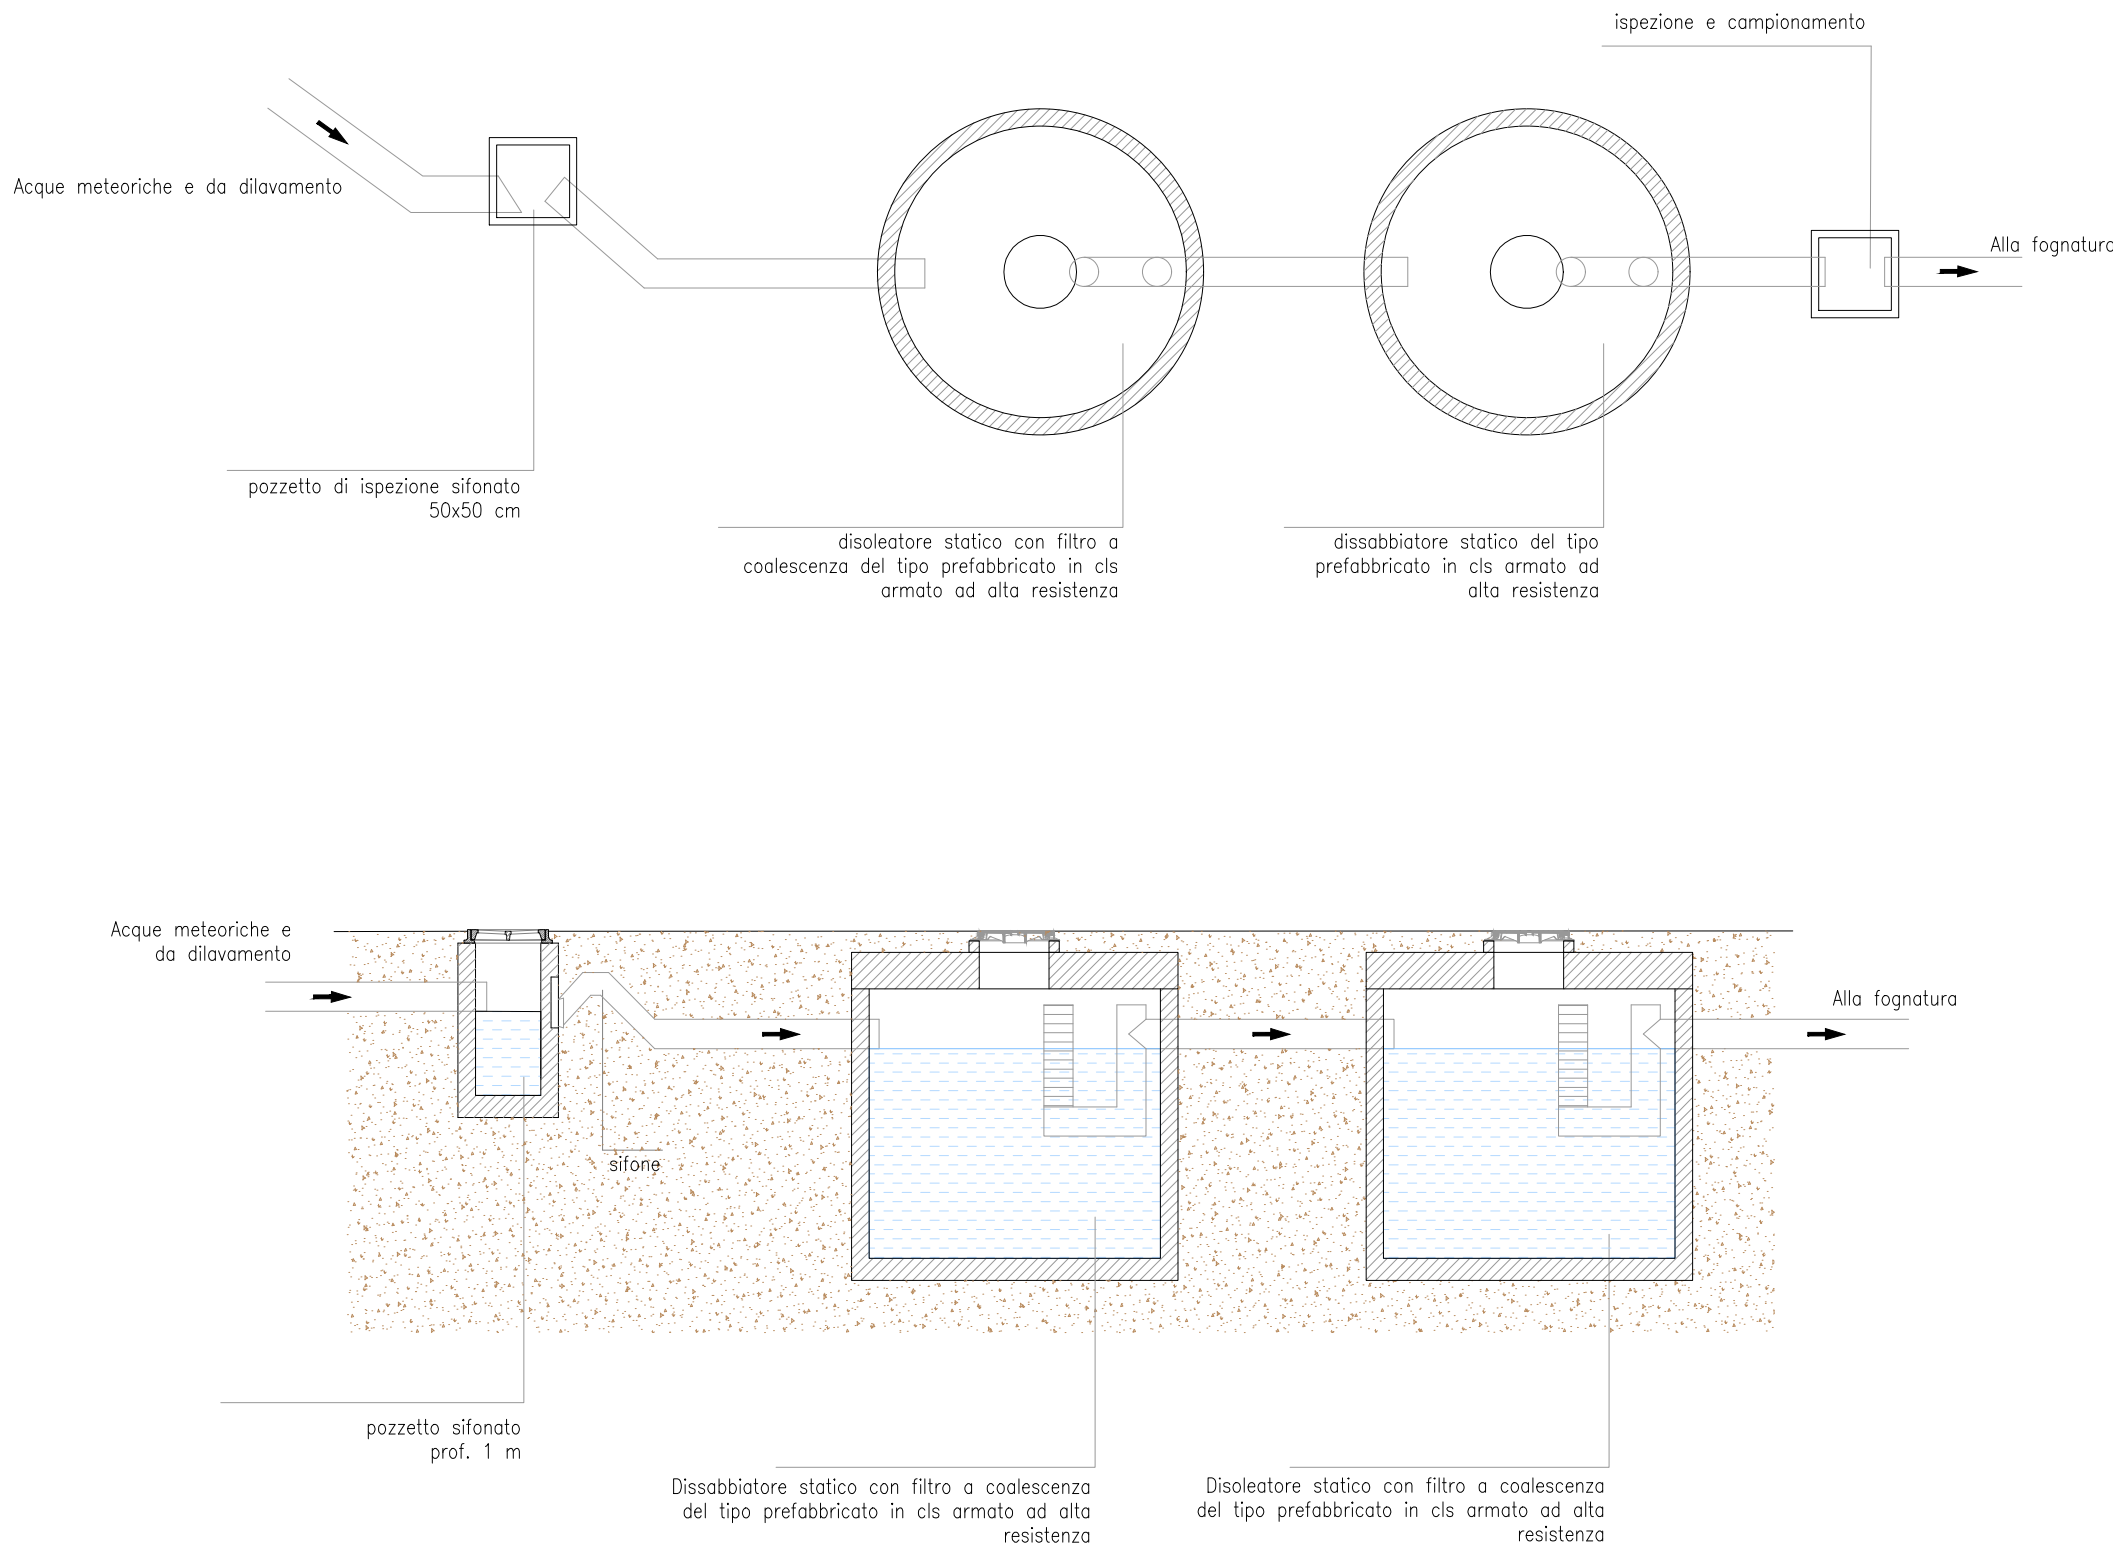 ispezione e campionamento
Acque meteoriche e da dilavamento
Alla fognatura
pozzetto di ispezione sifonato
50x50 cm
disoleatore statico con filtro a
coalescenza del tipo prefabbricato in cls
armato ad alta resistenza
dissabbiatore statico del tipo
prefabbricato in cls armato ad
alta resistenza
Acque meteoriche e
da dilavamento
Alla fognatura
sifone
pozzetto sifonato
prof. 1 m
Dissabbiatore statico con filtro a coalescenza
del tipo prefabbricato in cls armato ad alta
resistenza
Disoleatore statico con filtro a coalescenza
del tipo prefabbricato in cls armato ad alta
resistenza